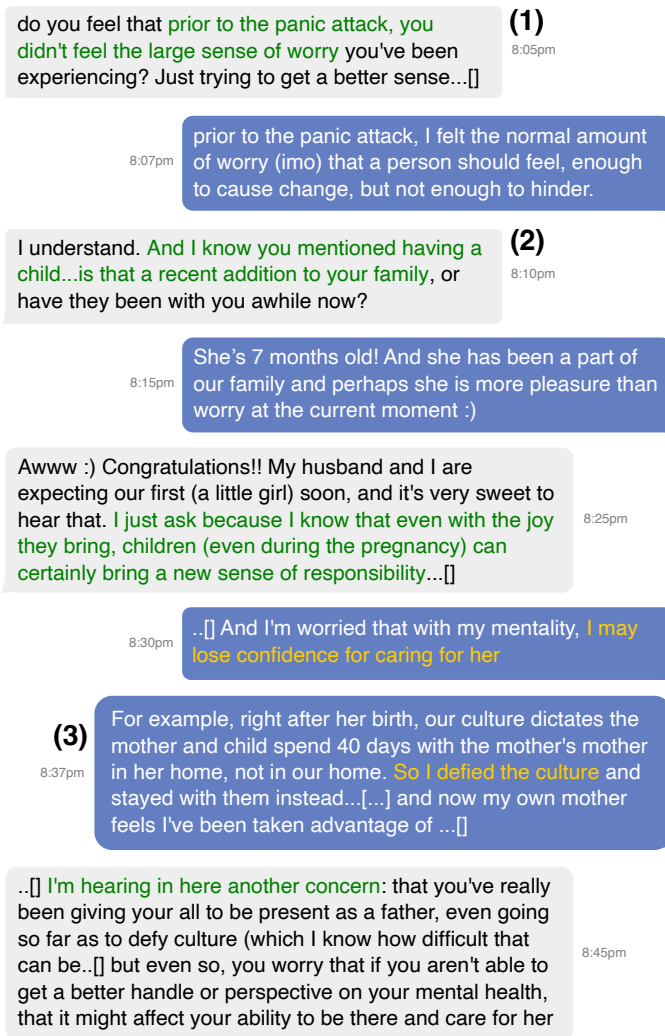 do you feel that prior to the panic attack, you
didn't feel the large sense of worry you've been
experiencing? Just trying to get a better sense...[]
(1)
8:05pm
prior to the panic attack, I felt the normal amount
of worry (imo) that a person should feel, enough
to cause change, but not enough to hinder.
8:07pm
I understand. And I know you mentioned having a
child...is that a recent addition to your family, or
have they been with you awhile now?
(2)
8:10pm
She's 7 months old! And she has been a part of
our family and perhaps she is more pleasure than
worry at the current moment :)
8:15pm
Awww :) Congratulations!! My husband and I are
expecting our first (a little girl) soon, and it's very sweet to
hear that. I just ask because I know that even with the joy
they bring, children (even during the pregnancy) can
certainly bring a new sense of responsibility...[]
8:25pm
..[] And I'm worried that with my mentality, I may
lose confidence for caring for her
8:30pm
(3)
8:37pm
For example, right after her birth, our culture dictates the
mother and child spend 40 days with the mother's mother
in her home, not in our home. So I defied the culture and
stayed with them instead...[...] and now my own mother
feels I've been taken advantage of ...[]
..[] I'm hearing in here another concern: that you've really
been giving your all to be present as a father, even going
so far as to defy culture (which I know how difficult that
can be..[] but even so, you worry that if you aren't able to
get a better handle or perspective on your mental health,
that it might affect your ability to be there and care for her
8:45pm